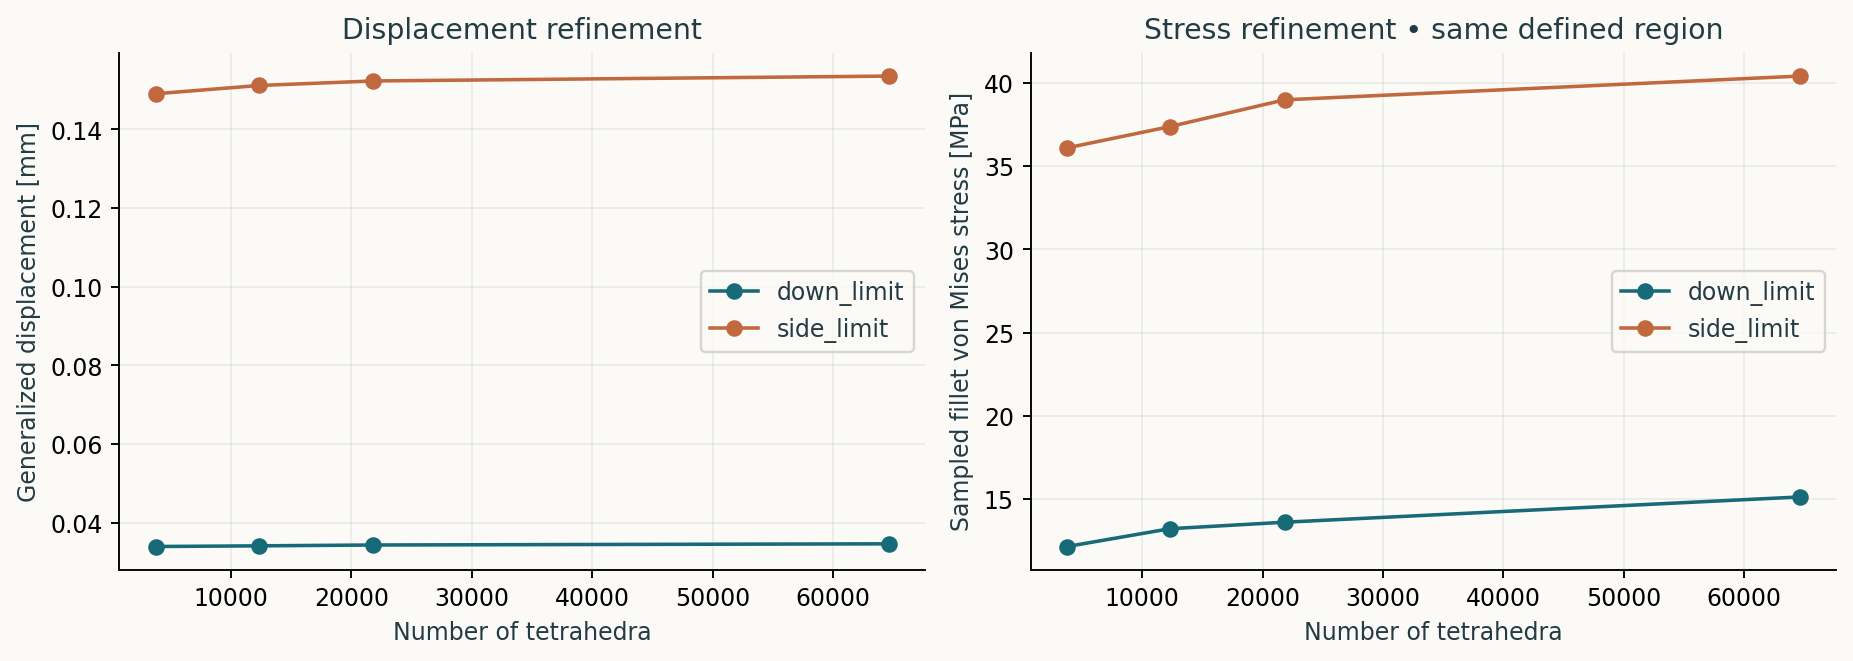 Displacement refinement
Generalized displacement [mm]
0.14
0.12
0.10
0.08
0.06
0.04
down_limit
side_limit
10000 20000 30000 40000 50000 60000
Number of tetrahedra
Stress refinement • same defined region
Sampled fillet von Mises stress [MPa]
40
35
30
25
20
15
down_limit
side_limit
10000 20000 30000 40000 50000 60000
Number of tetrahedra